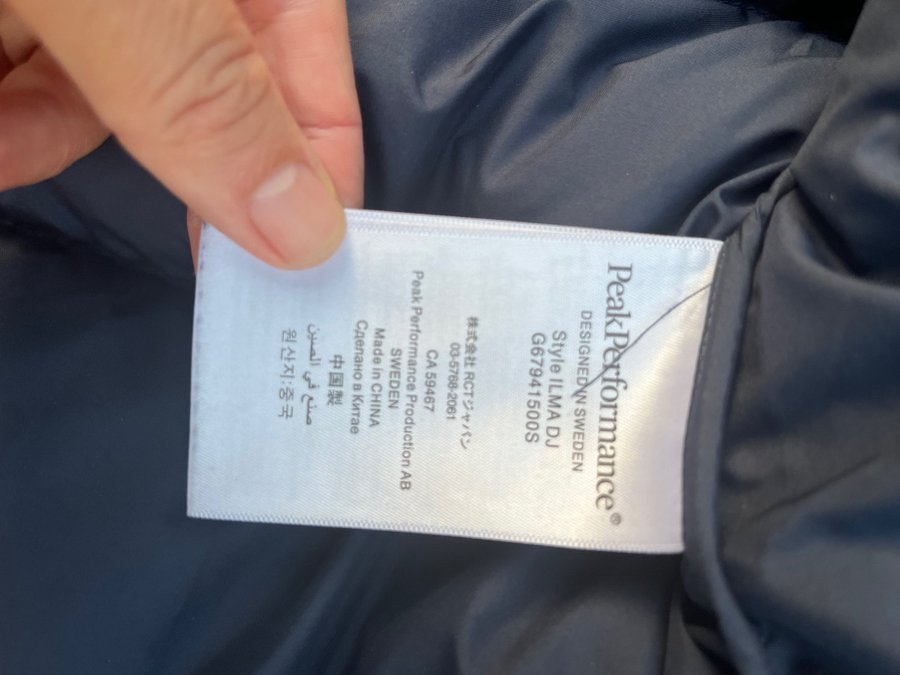 PeakPerformance®
DESIGNED IN SWEDEN
Style ILMA DJ
G67941500S
株式会社 RCTジャパン
03-5768-2061
CA 59467
Peak Performance Production AB
SWEDEN
Made in CHINA
Сделано в Китае
中国製
صنع في الصين
원산지:중국